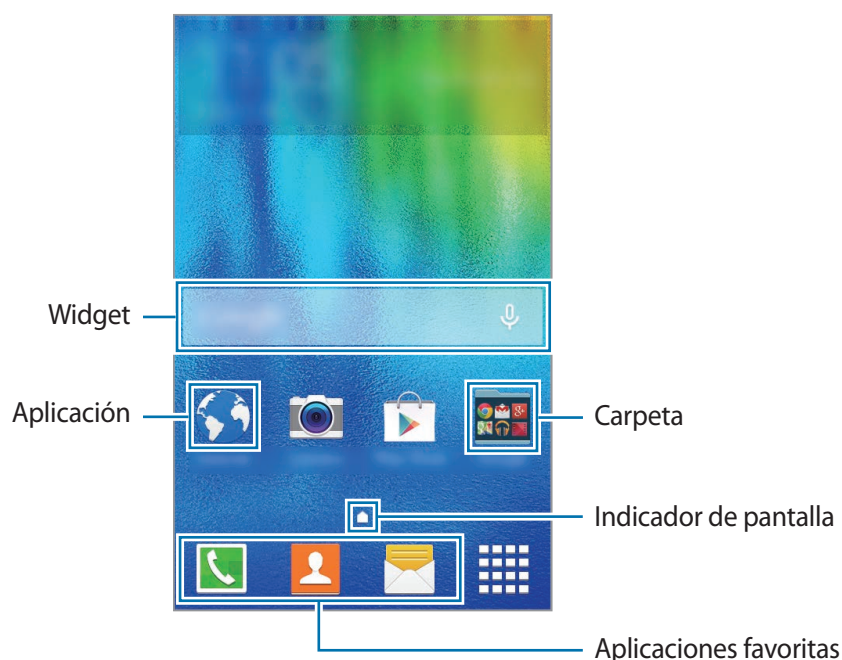 Widget
Aplicación
Carpeta
Indicador de pantalla
Aplicaciones favoritas